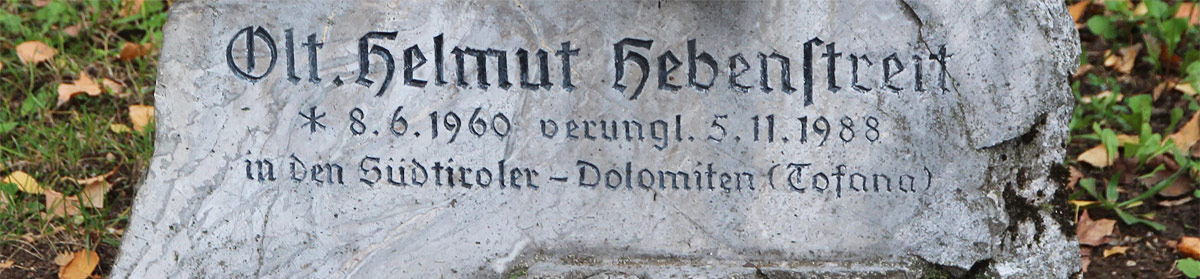 Olt. Helmut Hebenstreit
* 8.6.1960 verungl. 5.11.1988
in den Südtiroler-Dolomiten (Tofana)